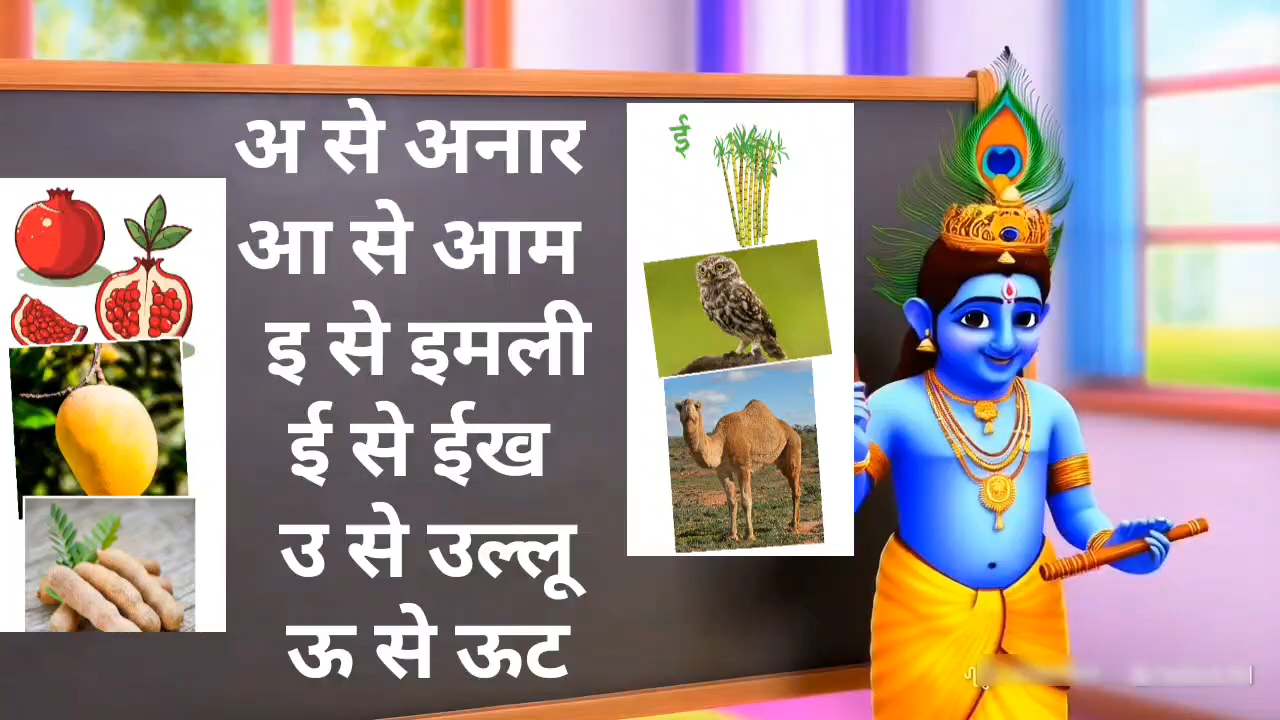 अ से अनार
आ से आम
इ से इमली
ई से ईख
उ से उल्लू
ऊ से ऊट
ई